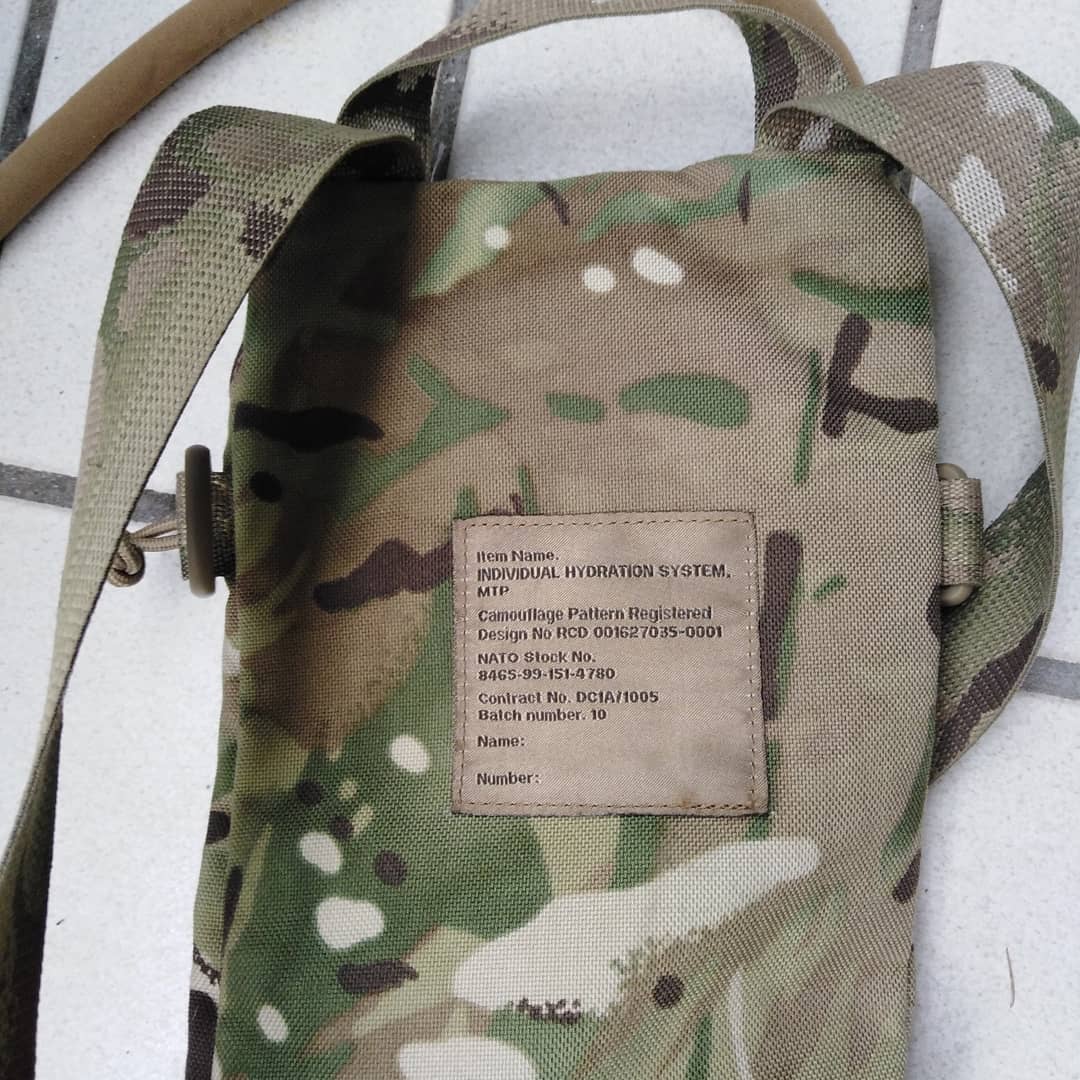 Item Name.
INDIVIDUAL HYDRATION SYSTEM,
MTP
Camouflage Pattern Registered
Design No RCD 001627035-0001
NATO Stock No.
8465-99-151-4780
Contract No. DC1A/1005
Batch number. 10
Name:
Number: